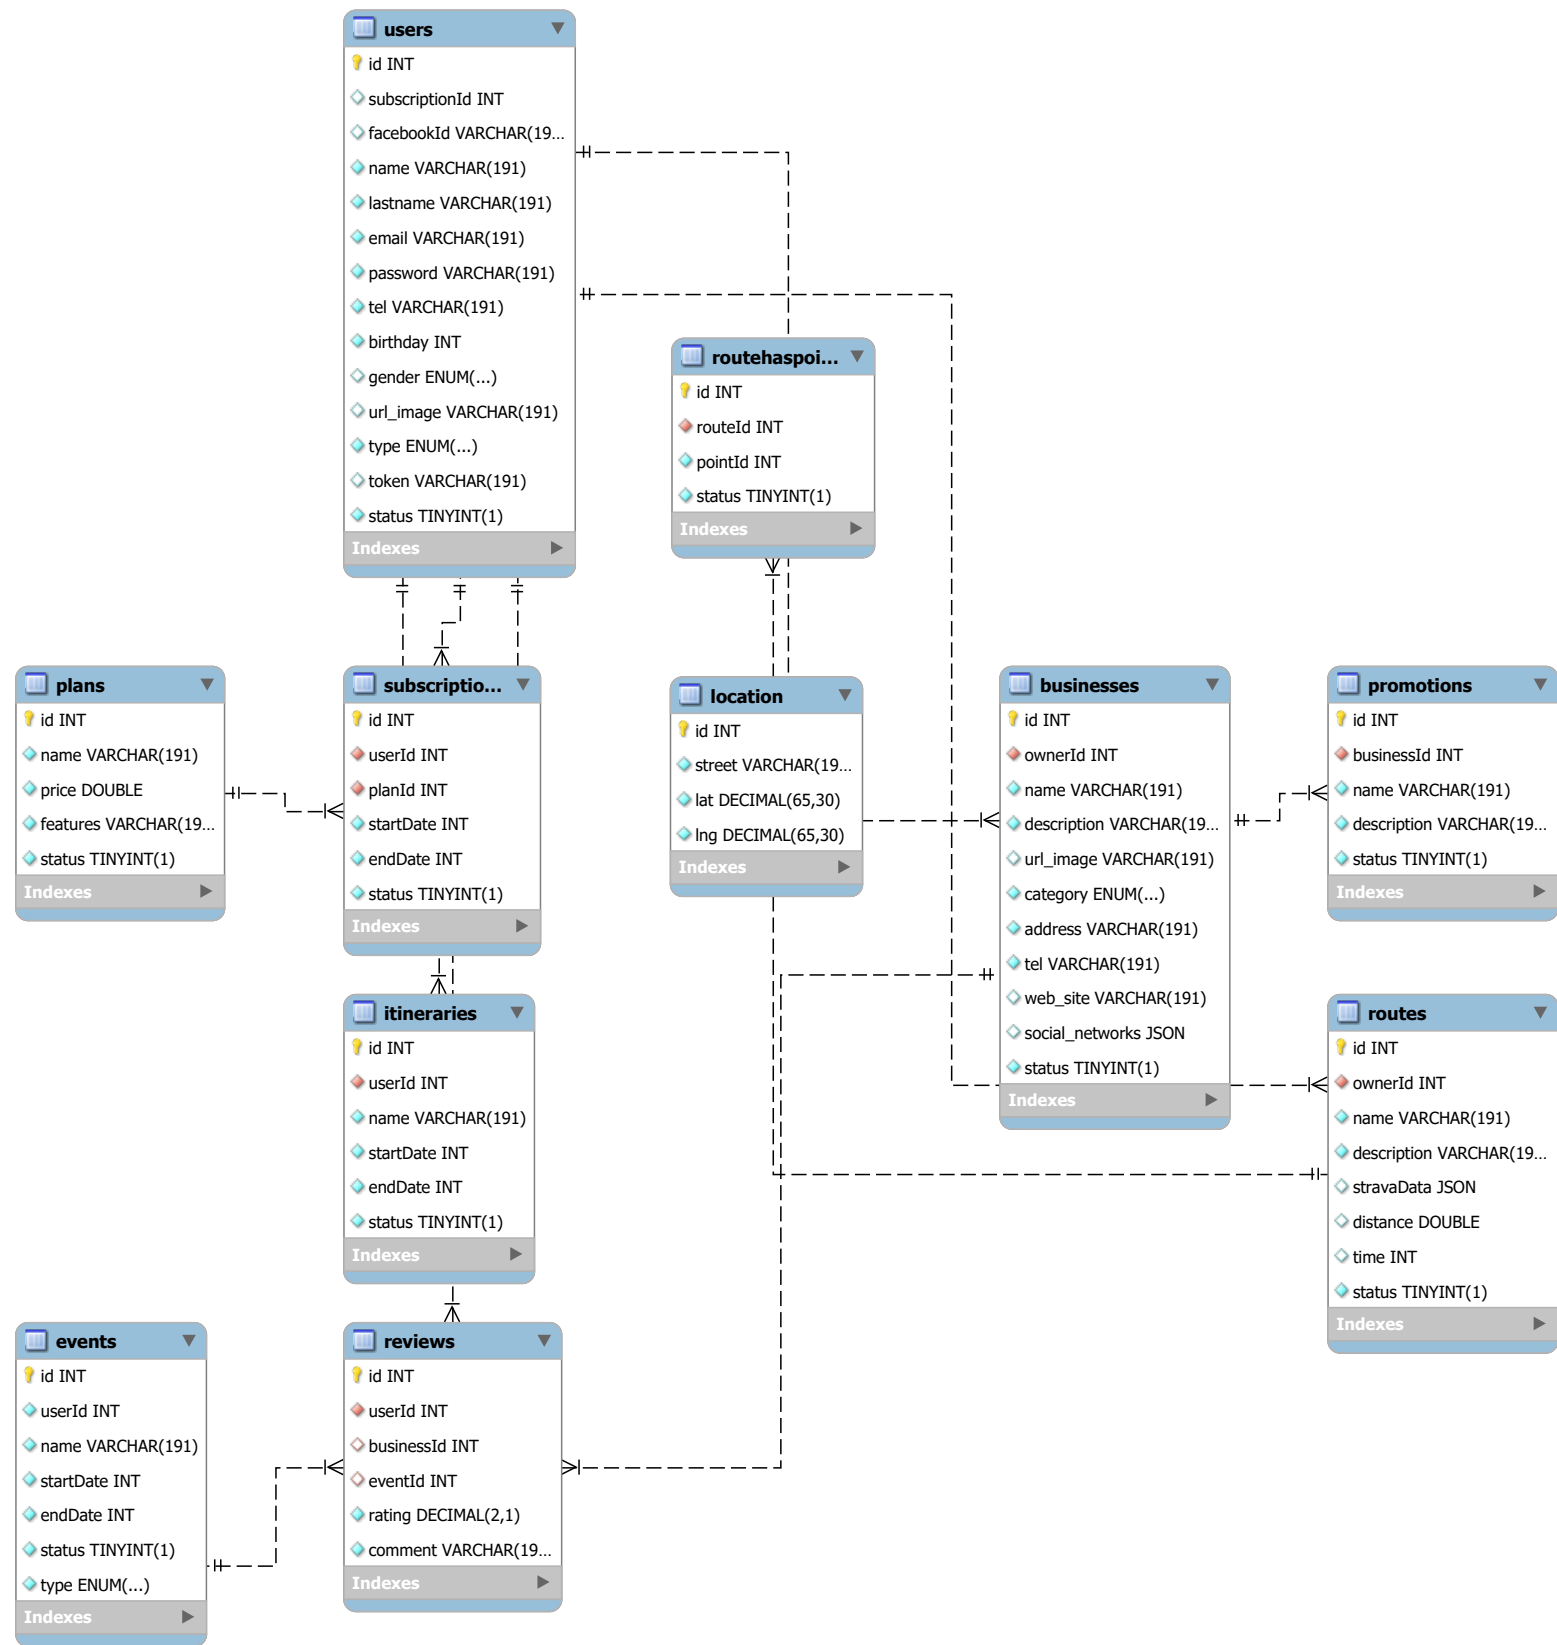 users
id INT
subscriptionId INT
facebookId VARCHAR(19...
name VARCHAR(191)
lastname VARCHAR(191)
email VARCHAR(191)
password VARCHAR(191)
tel VARCHAR(191)
birthday INT
gender ENUM(...)
url_image VARCHAR(191)
type ENUM(...)
token VARCHAR(191)
status TINYINT(1)
Indexes
routehaspoi...
id INT
routeId INT
pointId INT
status TINYINT(1)
Indexes
plans
id INT
name VARCHAR(191)
price DOUBLE
features VARCHAR(19...
status TINYINT(1)
Indexes
subscriptio...
id INT
userId INT
planId INT
startDate INT
endDate INT
status TINYINT(1)
Indexes
location
id INT
street VARCHAR(19...
lat DECIMAL(65,30)
lng DECIMAL(65,30)
Indexes
businesses
id INT
ownerId INT
name VARCHAR(191)
description VARCHAR(19...
url_image VARCHAR(191)
category ENUM(...)
address VARCHAR(191)
tel VARCHAR(191)
web_site VARCHAR(191)
social_networks JSON
status TINYINT(1)
Indexes
promotions
id INT
businessId INT
name VARCHAR(191)
description VARCHAR(19...
status TINYINT(1)
Indexes
itineraries
id INT
userId INT
name VARCHAR(191)
startDate INT
endDate INT
status TINYINT(1)
Indexes
routes
id INT
ownerId INT
name VARCHAR(191)
description VARCHAR(19...
stravaData JSON
distance DOUBLE
time INT
status TINYINT(1)
Indexes
events
id INT
userId INT
name VARCHAR(191)
startDate INT
endDate INT
status TINYINT(1)
type ENUM(...)
Indexes
reviews
id INT
userId INT
businessId INT
eventId INT
rating DECIMAL(2,1)
comment VARCHAR(19...
Indexes